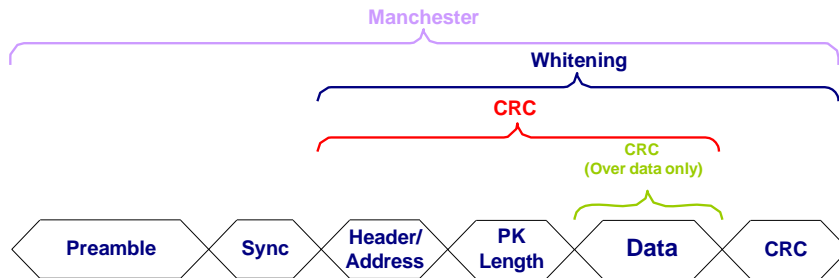 Manchester
Whitening
CRC
CRC
(Over data only)
Preamble
Sync
Header/
Address
PK
Length
Data
CRC